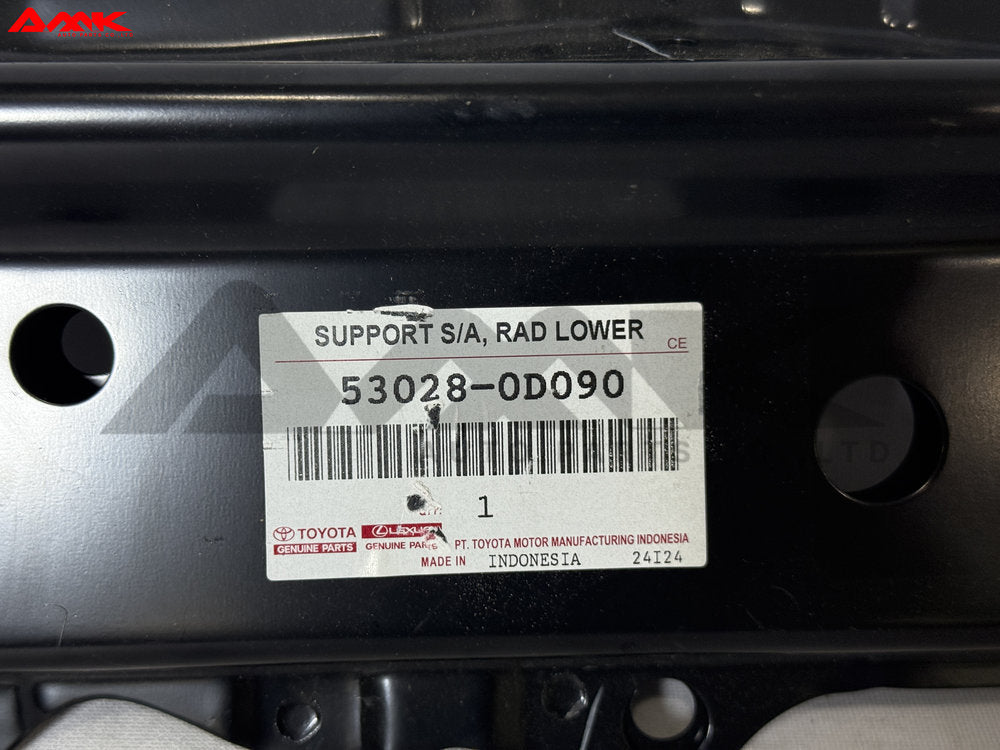 AMK
SUPPORT S/A, RAD LOWER
CE
53028-0D090
1
TOYOTA
GENUINE PARTS
LEXUS
GENUINE PARTS
PT. TOYOTA MOTOR MANUFACTURING INDONESIA
MADE IN INDONESIA 24I24